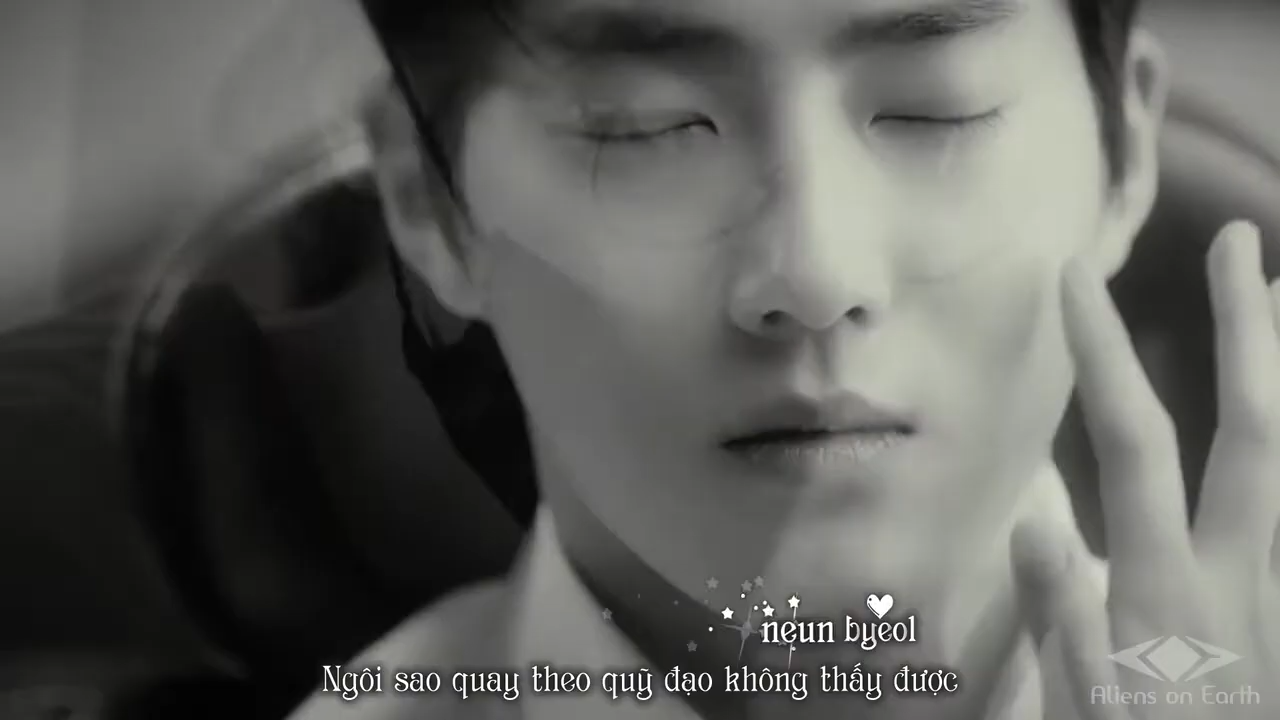 neun byeol
Ngôi sao quay theo quỹ đạo không thấy được
Aliens on Earth